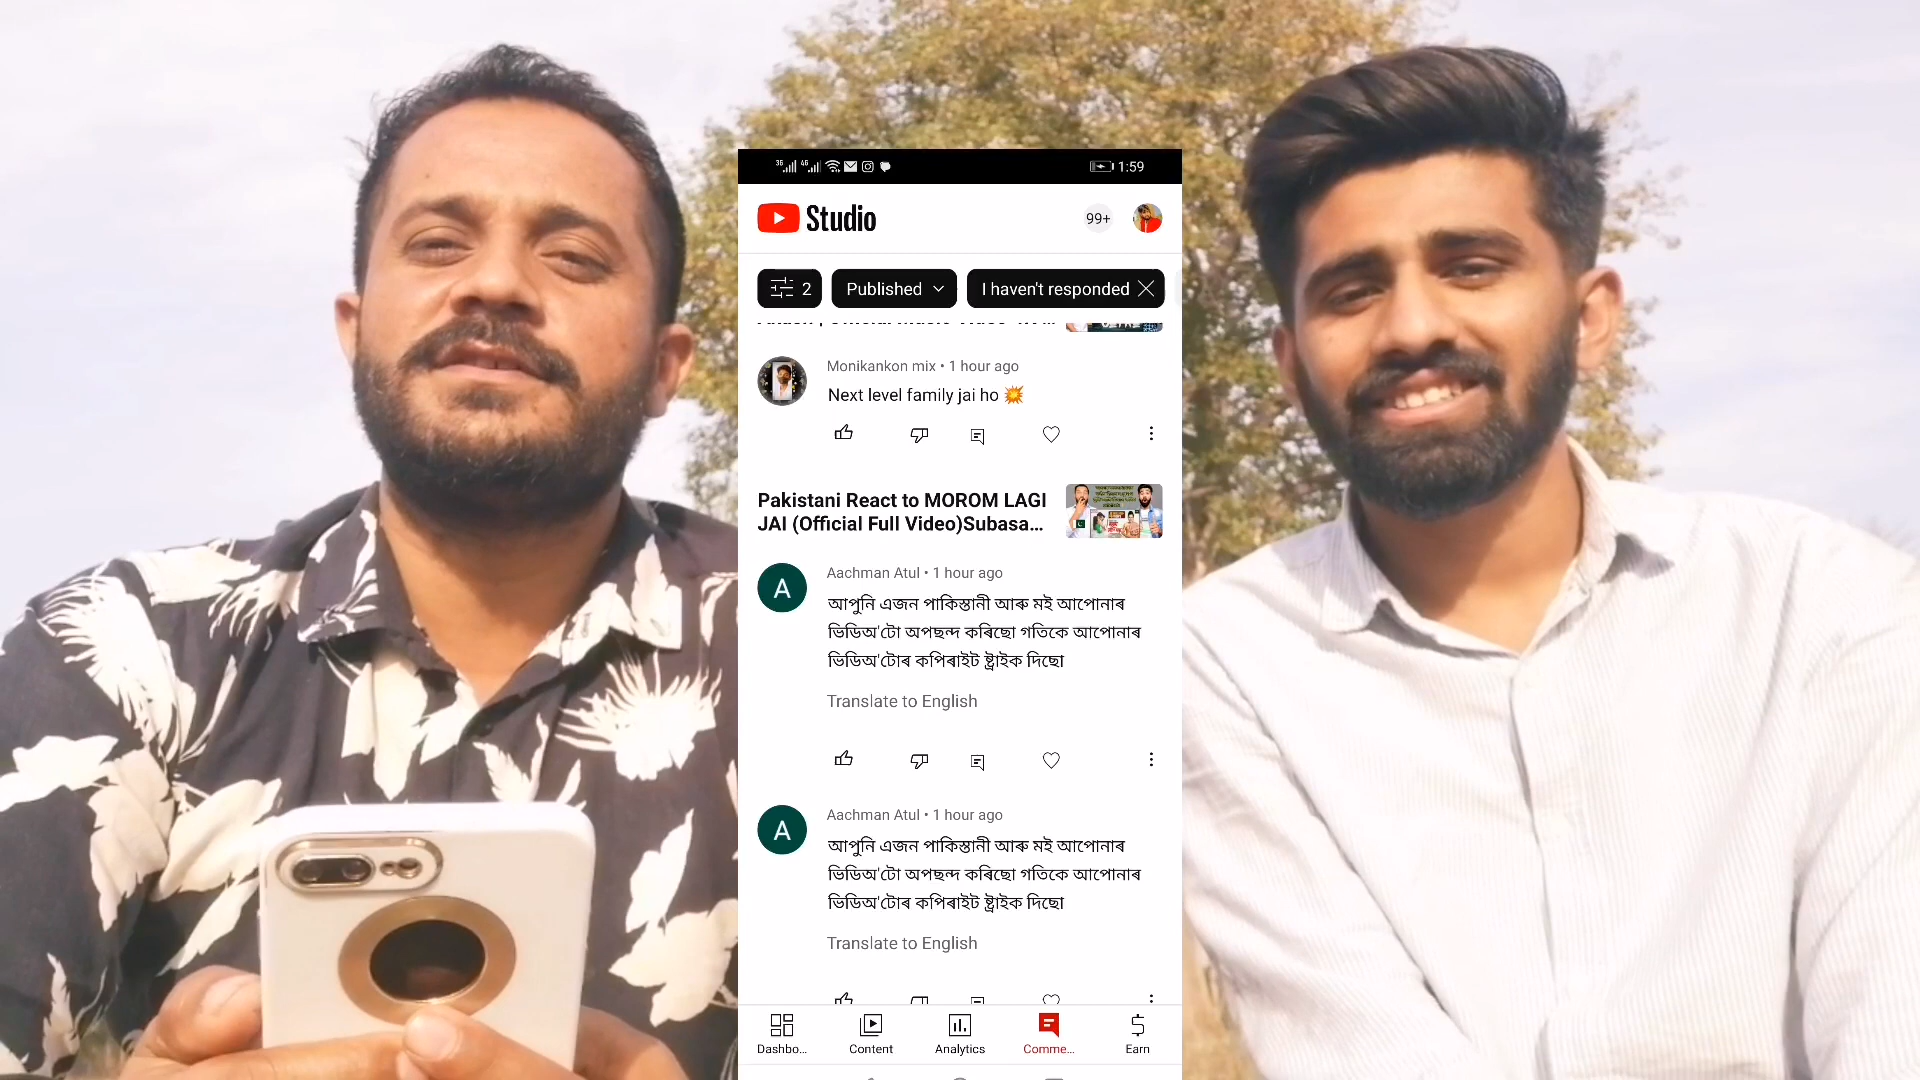 3G 4G 1:59
Studio 99+
2 Published I haven't responded
Monikankon mix • 1 hour ago
Next level family jai ho 💥
Pakistani React to MOROM LAGI
JAI (Official Full Video)Subasa...
A Aachman Atul • 1 hour ago
আপুনি এজন পাকিস্তানী আৰু মই আপোনাৰ
ভিডিঅ'টো অপছন্দ কৰিছো গতিকে আপোনাৰ
ভিডিঅ'টোৰ কপিৰাইট ষ্ট্ৰাইক দিছো
Translate to English
A Aachman Atul • 1 hour ago
আপুনি এজন পাকিস্তানী আৰু মই আপোনাৰ
ভিডিঅ'টো অপছন্দ কৰিছো গতিকে আপোনাৰ
ভিডিঅ'টোৰ কপিৰাইট ষ্ট্ৰাইক দিছো
Translate to English
Dashbo... Content Analytics Comme... Earn